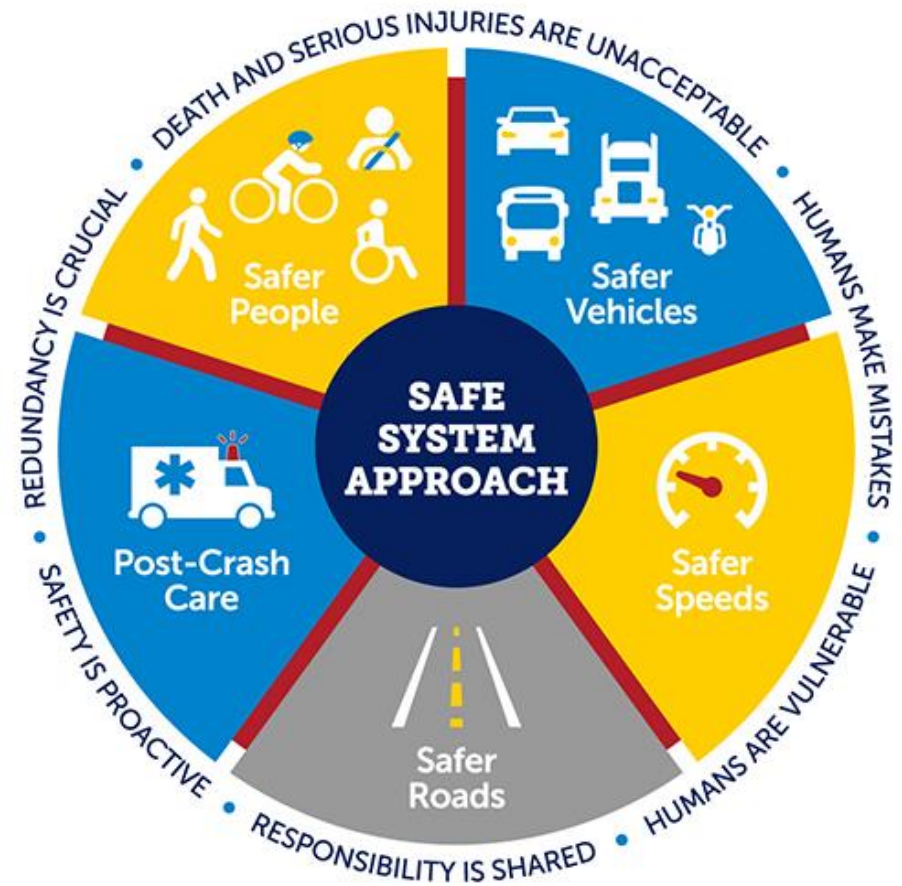 DEATH AND SERIOUS INJURIES ARE UNACCEPTABLE
HUMANS MAKE MISTAKES
HUMANS ARE VULNERABLE
RESPONSIBILITY IS SHARED
SAFETY IS PROACTIVE
REDUNDANCY IS CRUCIAL
Safer
People
Safer
Vehicles
SAFE
SYSTEM
APPROACH
Post-Crash
Care
Safer
Speeds
Safer
Roads